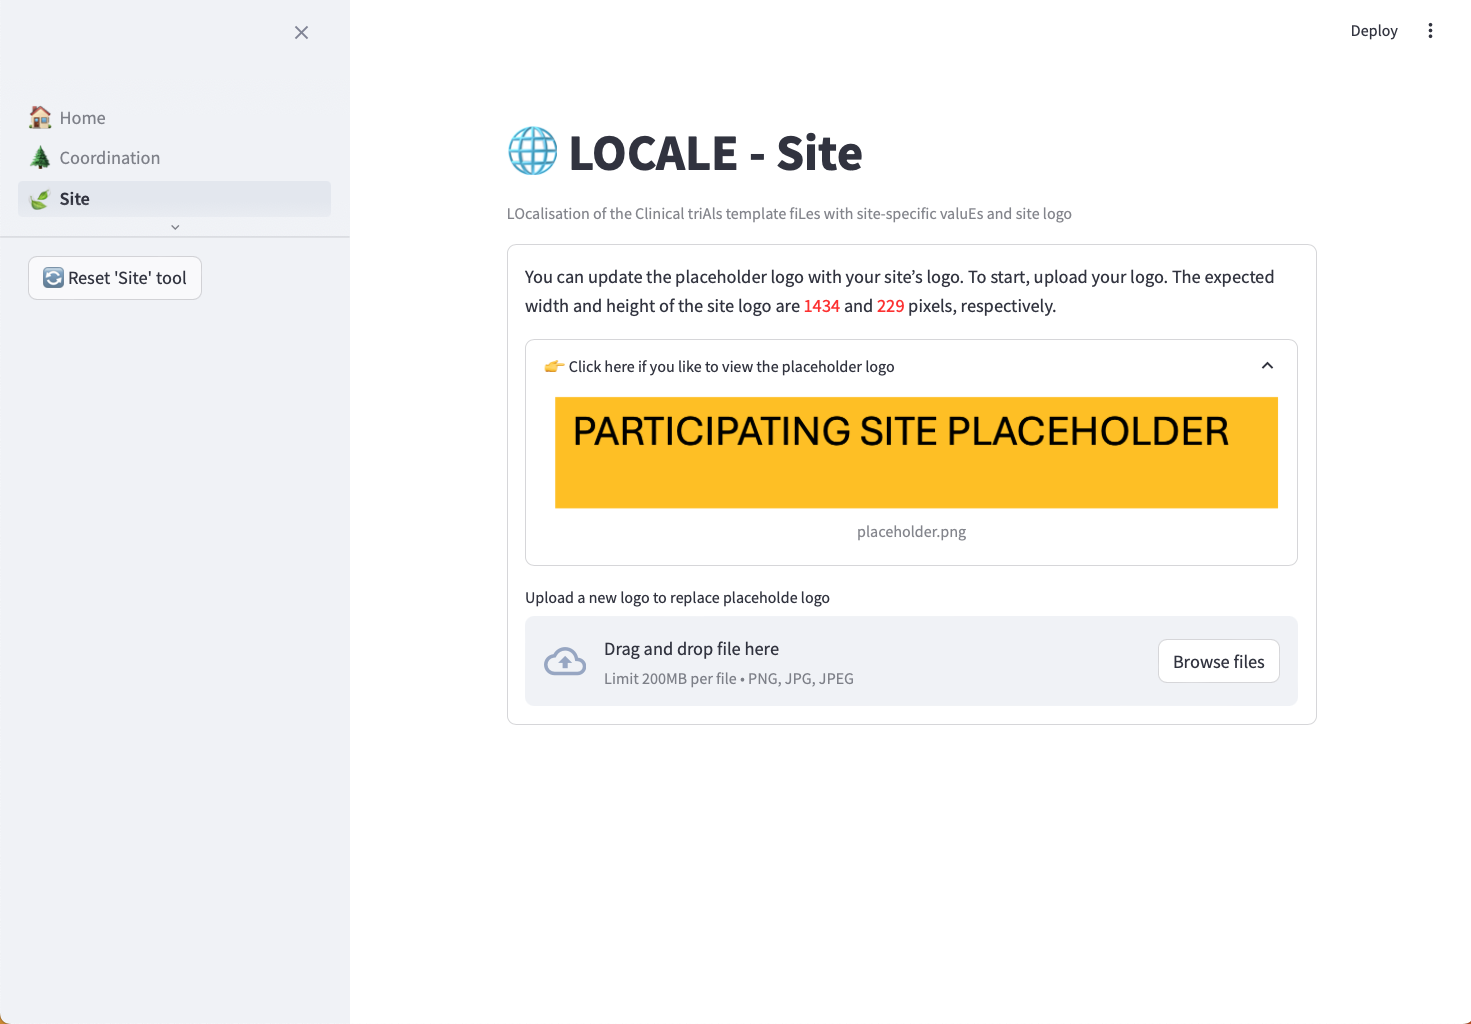 Deploy
Home
Coordination
Site
Reset 'Site' tool
LOCALE - Site
LOcalisation of the Clinical triAls template fiLes with site-specific valuEs and site logo
You can update the placeholder logo with your site’s logo. To start, upload your logo. The expected
width and height of the site logo are 1434 and 229 pixels, respectively.
Click here if you like to view the placeholder logo
PARTICIPATING SITE PLACEHOLDER
placeholder.png
Upload a new logo to replace placeholde logo
Drag and drop file here
Limit 200MB per file • PNG, JPG, JPEG
Browse files